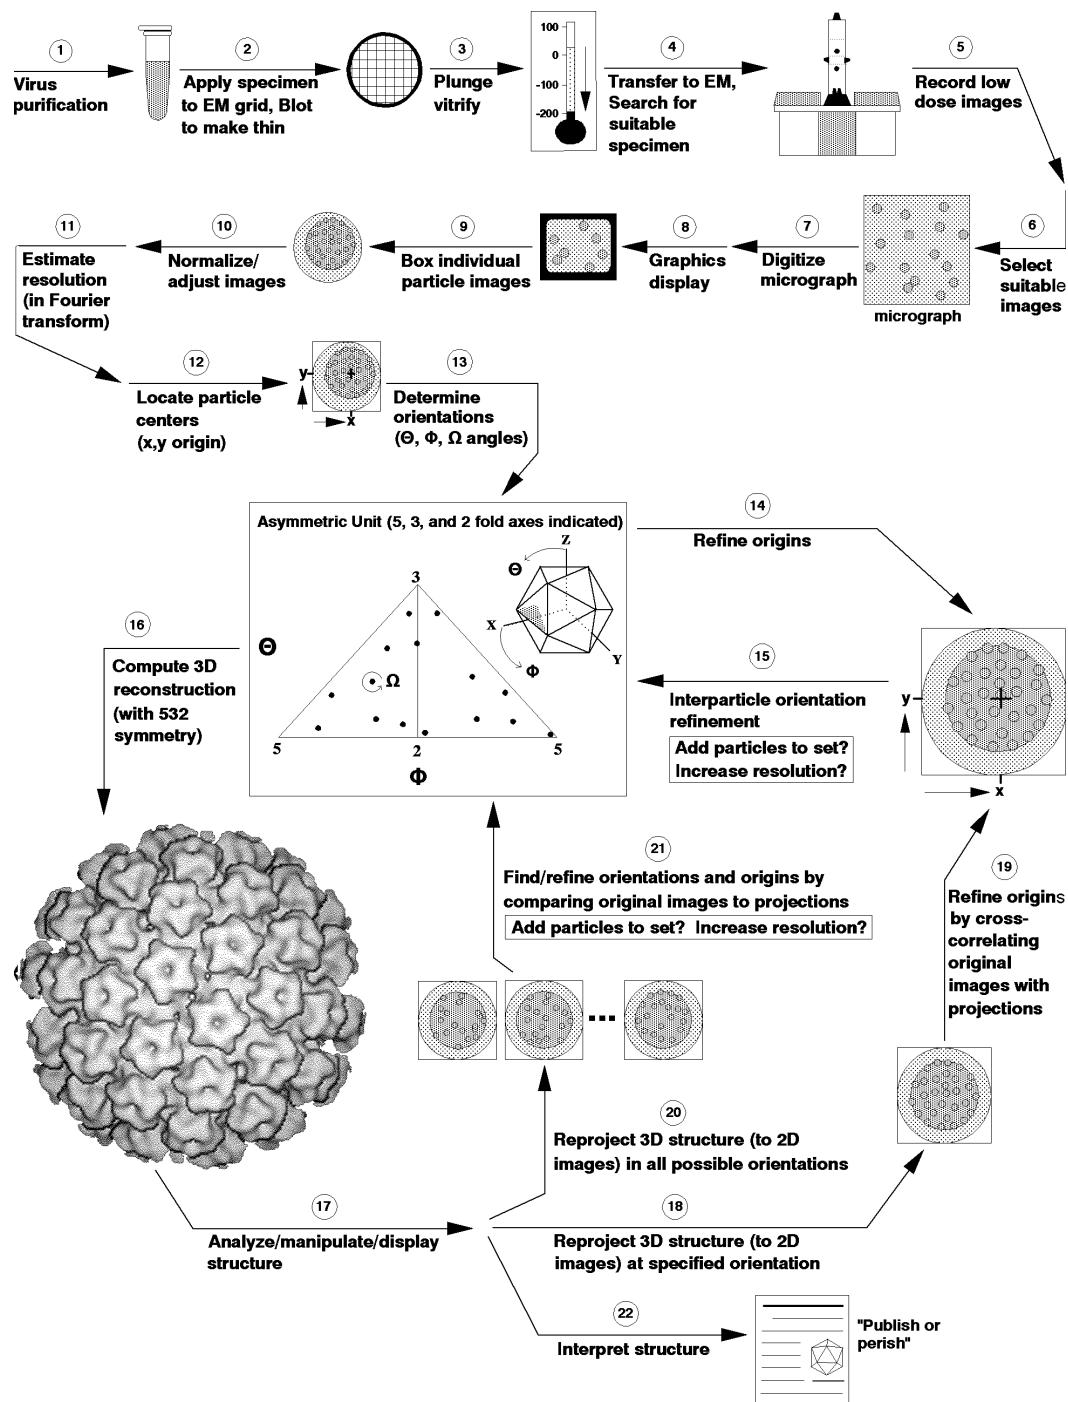 1
Virus
purification
2
Apply specimen
to EM grid, Blot
to make thin
3
Plunge
vitrify
100
0
-100
-200
4
Transfer to EM,
Search for
suitable
specimen
5
Record low
dose images
6
Select
suitable
images
micrograph
7
Digitize
micrograph
8
Graphics
display
9
Box individual
particle images
10
Normalize/
adjust images
11
Estimate
resolution
(in Fourier
transform)
12
Locate particle
centers
(x,y origin)
y
x
13
Determine
orientations
(Θ, Φ, Ω angles)
Asymmetric Unit (5, 3, and 2 fold axes indicated)
Z
Θ
X
Φ
Y
3
Θ
Ω
5
2
5
Φ
14
Refine origins
15
Interparticle orientation
refinement
Add particles to set?
Increase resolution?
y
x
16
Compute 3D
reconstruction
(with 532
symmetry)
21
Find/refine orientations and origins by
comparing original images to projections
Add particles to set? Increase resolution?
19
Refine origins
by cross-
correlating
original
images with
projections
20
Reproject 3D structure (to 2D
images) in all possible orientations
17
Analyze/manipulate/display
structure
18
Reproject 3D structure (to 2D
images) at specified orientation
22
Interpret structure
"Publish or
perish"